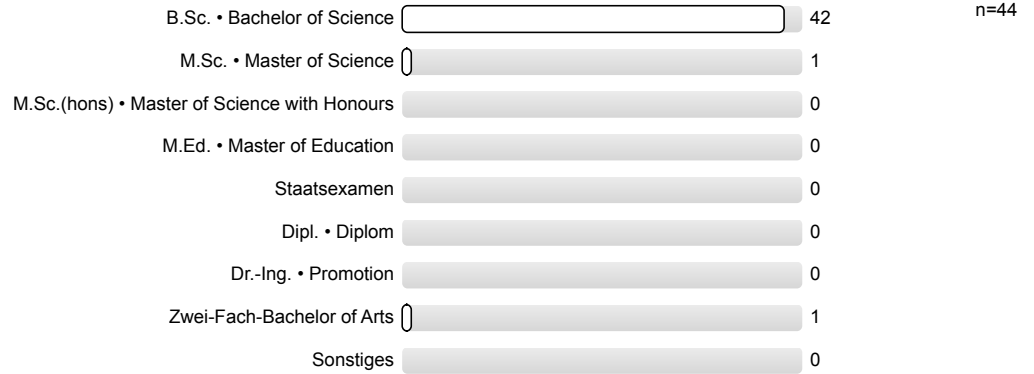 B.Sc. • Bachelor of Science 42 n=44
M.Sc. • Master of Science 1
M.Sc.(hons) • Master of Science with Honours 0
M.Ed. • Master of Education 0
Staatsexamen 0
Dipl. • Diplom 0
Dr.-Ing. • Promotion 0
Zwei-Fach-Bachelor of Arts 1
Sonstiges 0